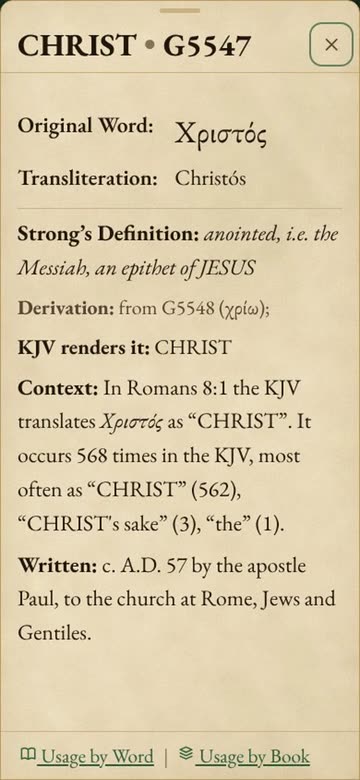 CHRIST • G5547
×
Original Word: Χριστός
Transliteration: Christós
Strong’s Definition: anointed, i.e. the
Messiah, an epithet of JESUS
Derivation: from G5548 (χρίω);
KJV renders it: CHRIST
Context: In Romans 8:1 the KJV
translates Χριστός as “CHRIST”. It
occurs 568 times in the KJV, most
often as “CHRIST” (562),
“CHRIST's sake” (3), “the” (1).
Written: c. A.D. 57 by the apostle
Paul, to the church at Rome, Jews and
Gentiles.
Usage by Word | Usage by Book